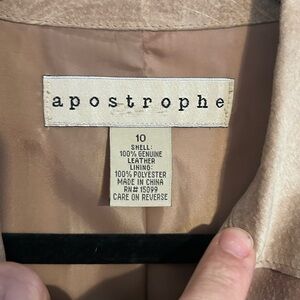 apostrophe
10
SHELL:
100% GENUINE
LEATHER
LINING:
100% POLYESTER
MADE IN CHINA
RN# 15099
CARE ON REVERSE